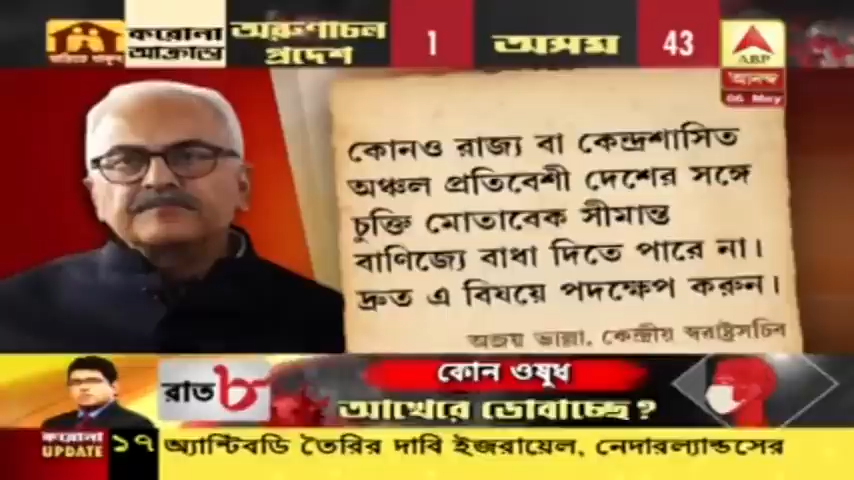 করোনা আক্রান্ত
অরুণাচল প্রদেশ
1
অসম
43
ABP
আনন্দ
06 May
কোনও রাজ্য বা কেন্দ্রশাসিত
অঞ্চল প্রতিবেশী দেশের সঙ্গে
চুক্তি মোতাবেক সীমান্ত
বাণিজ্যে বাধা দিতে পারে না।
দ্রুত এ বিষয়ে পদক্ষেপ করুন।
অজয় ভাল্লা, কেন্দ্রীয় স্বরাষ্ট্রসচিব
রাত ৮
কোন ওষুধ
আখেরে ডোবাচ্ছে?
করোনা
UPDATE
১৭
অ্যান্টিবডি তৈরির দাবি ইজরায়েল, নেদারল্যান্ডসের